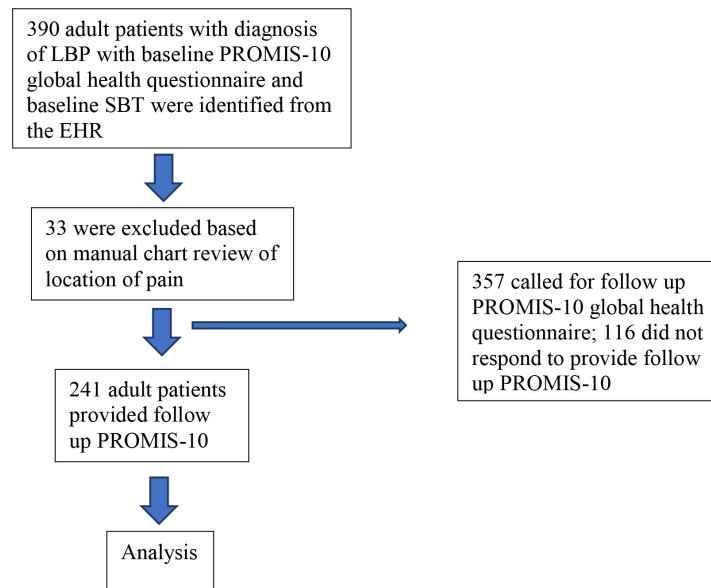 390 adult patients with diagnosis
of LBP with baseline PROMIS-10
global health questionnaire and
baseline SBT were identified from
the EHR
33 were excluded based
on manual chart review of
location of pain
357 called for follow up
PROMIS-10 global health
questionnaire; 116 did not
respond to provide follow
up PROMIS-10
241 adult patients
provided follow
up PROMIS-10
Analysis